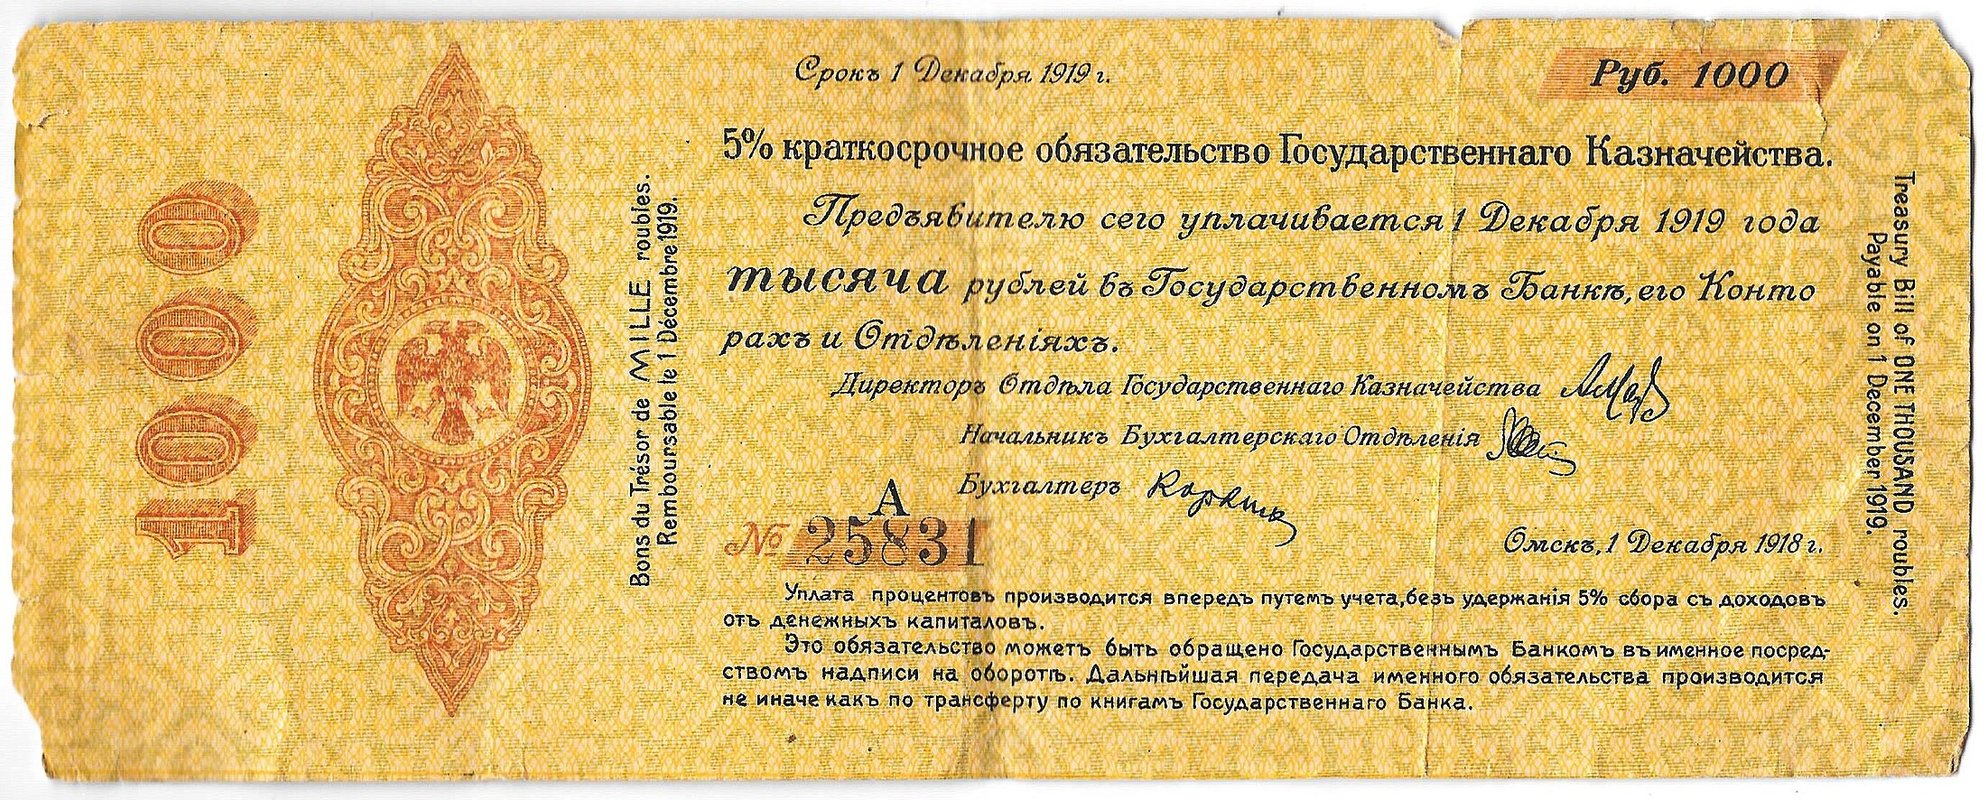 1000
Bons du Trésor de MILLE roubles.
Remboursable le 1 Décembre 1919.
Срокъ 1 Декабря 1919 г.
Руб. 1000
5% краткосрочное обязательство Государственнаго Казначейства.
Предъявителю сего уплачивается 1 Декабря 1919 года
тысяча рублей въ Государственномъ Банкѣ, его Конто
рахъ и Отдѣленіяхъ.
Директоръ Отдѣла Государственнаго Казначейства
Начальникъ Бухгалтерскаго Отдѣленія
Бухгалтеръ
А
№ 25831
Омскъ, 1 Декабря 1918 г.
Уплата процентовъ производится впередъ путемъ учета, безъ удержанія 5% сбора съ доходовъ
отъ денежныхъ капиталовъ.
Это обязательство можетъ быть обращено Государственнымъ Банкомъ въ именное посред-
ствомъ надписи на оборотѣ. Дальнѣйшая передача именного обязательства производится
не иначе какъ по трансферту по книгамъ Государственнаго Банка.
Treasury Bill of ONE THOUSAND roubles.
Payable on 1 December 1919.